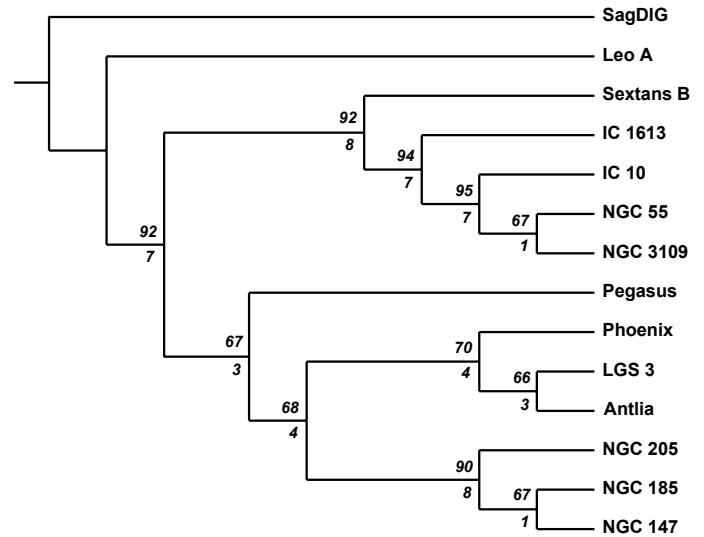 SagDIG
Leo A
Sextans B
92
8
IC 1613
94
7
IC 10
95
7
NGC 55
67
1
NGC 3109
92
7
Pegasus
67
3
Phoenix
70
4
LGS 3
66
3
Antlia
68
4
NGC 205
90
8
NGC 185
67
1
NGC 147